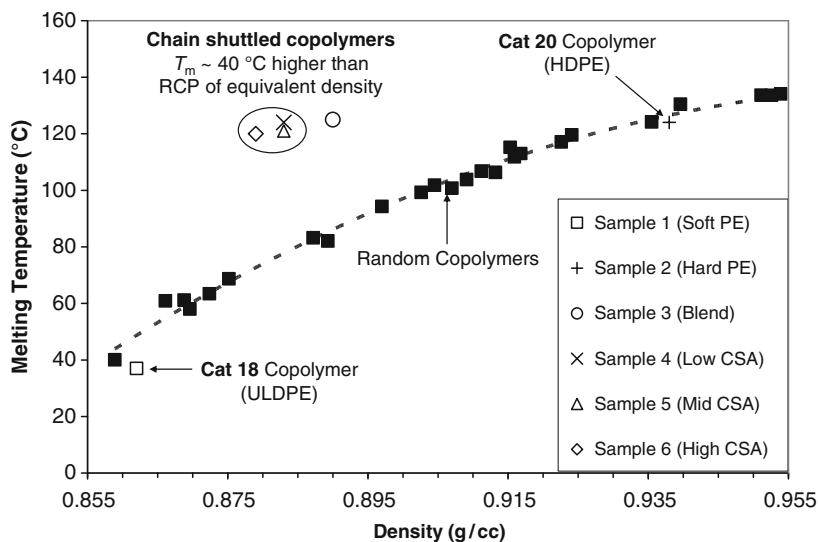 160
140
120
100
80
60
40
20
0
Melting Temperature (°C)
Chain shuttled copolymers
Tm ~ 40 °C higher than
RCP of equivalent density
Cat 20 Copolymer
(HDPE)
Random Copolymers
Cat 18 Copolymer
(ULDPE)
Sample 1 (Soft PE)
Sample 2 (Hard PE)
Sample 3 (Blend)
Sample 4 (Low CSA)
Sample 5 (Mid CSA)
Sample 6 (High CSA)
0.855 0.875 0.895 0.915 0.935 0.955
Density (g/cc)